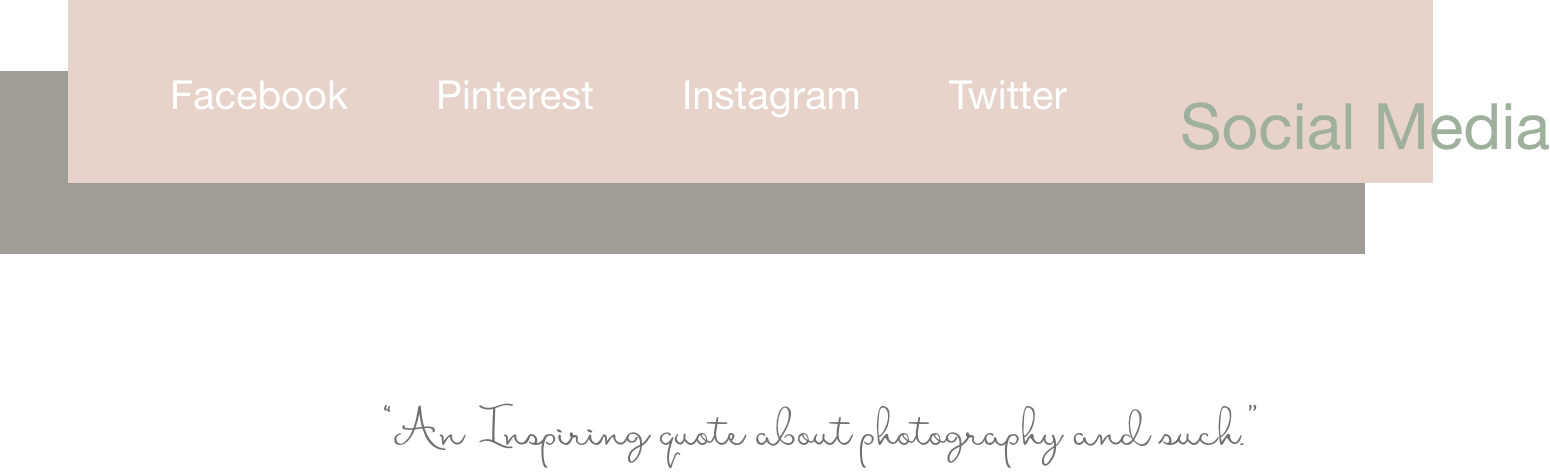 Facebook Pinterest Instagram Twitter
Social Media
“An Inspiring quote about photography and such.”